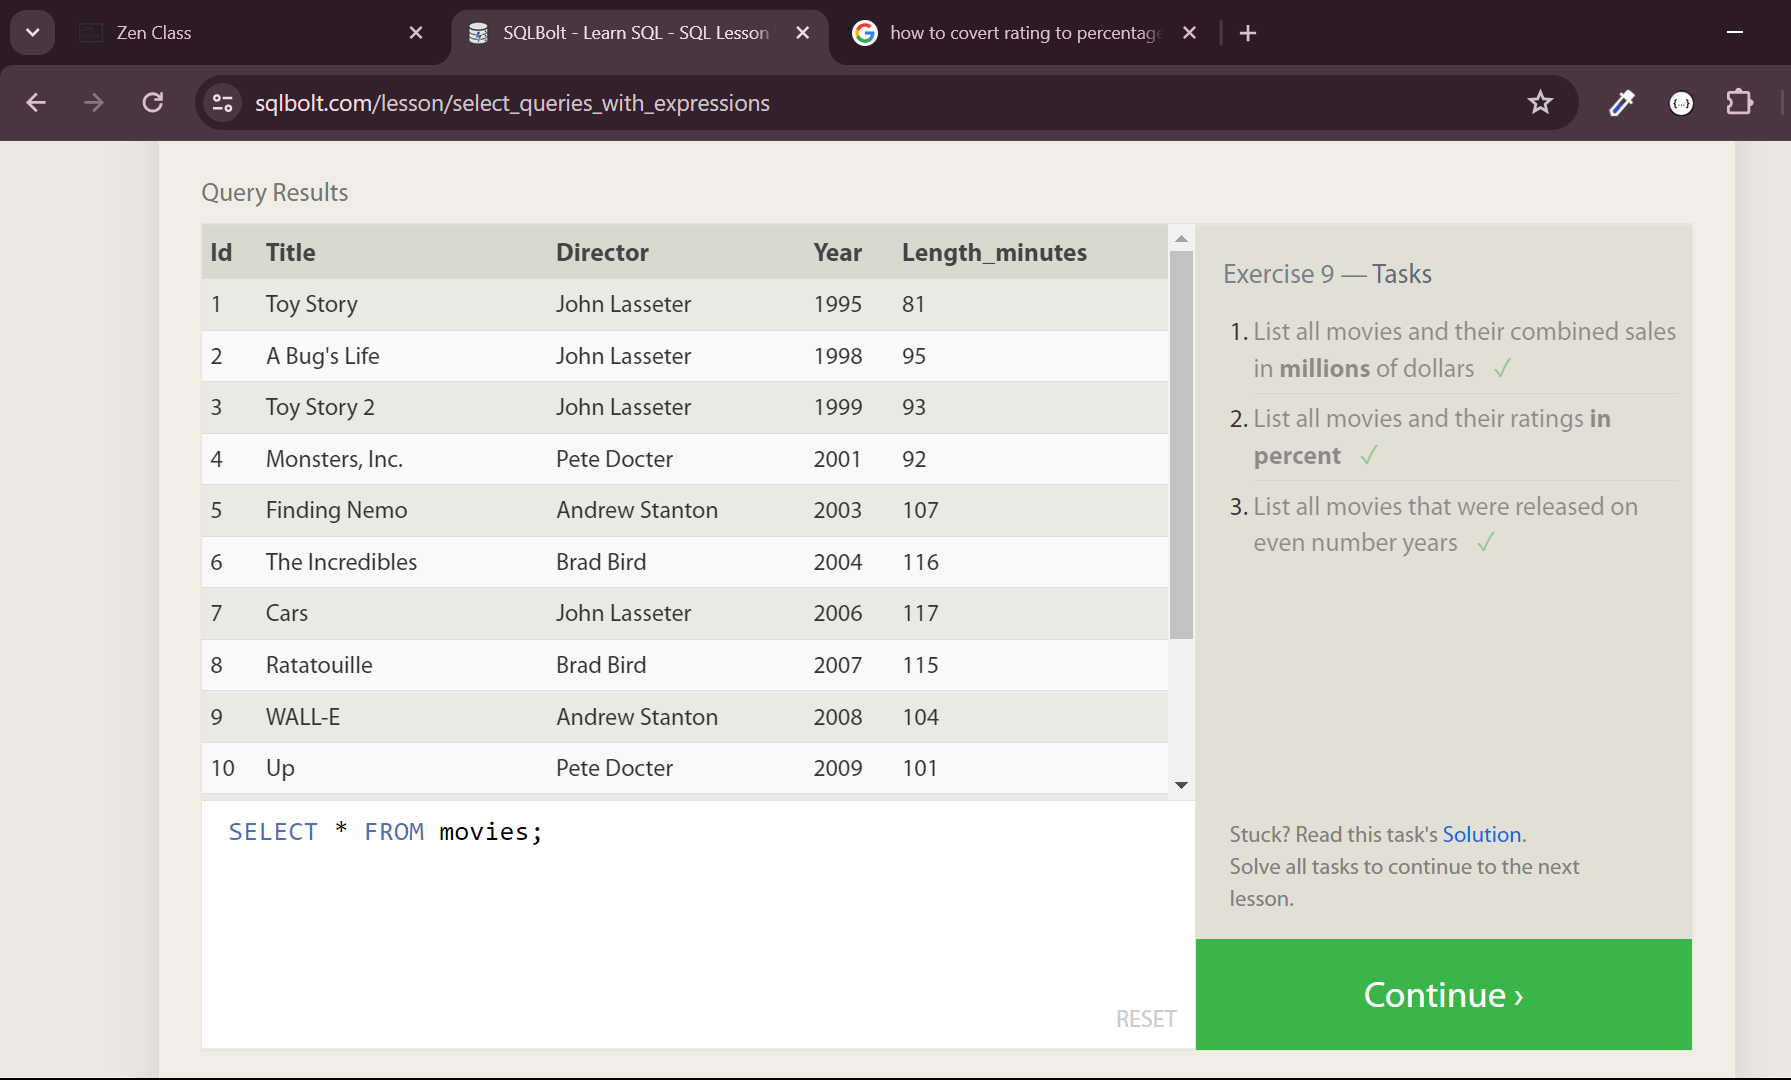 Zen Class
SQLBolt - Learn SQL - SQL Lesson
how to covert rating to percentage
sqlbolt.com/lesson/select_queries_with_expressions
Query Results
Id Title Director Year Length_minutes
1 Toy Story John Lasseter 1995 81
2 A Bug's Life John Lasseter 1998 95
3 Toy Story 2 John Lasseter 1999 93
4 Monsters, Inc. Pete Docter 2001 92
5 Finding Nemo Andrew Stanton 2003 107
6 The Incredibles Brad Bird 2004 116
7 Cars John Lasseter 2006 117
8 Ratatouille Brad Bird 2007 115
9 WALL-E Andrew Stanton 2008 104
10 Up Pete Docter 2009 101
SELECT * FROM movies;
RESET
Exercise 9 — Tasks
1. List all movies and their combined sales
in millions of dollars ✓
2. List all movies and their ratings in
percent ✓
3. List all movies that were released on
even number years ✓
Stuck? Read this task's Solution.
Solve all tasks to continue to the next
lesson.
Continue ›